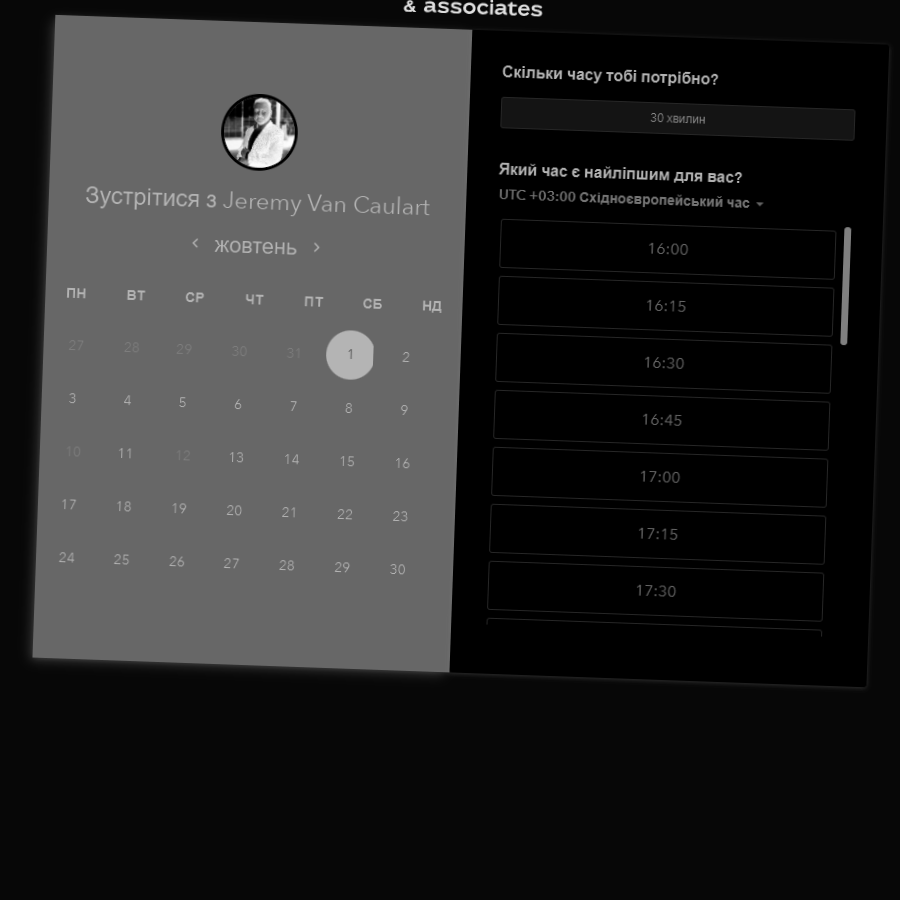 & associates
Зустрітися з Jeremy Van Caulart
жовтень
ПН ВТ СР ЧТ ПТ СБ НД
27 28 29 30 31 1 2
3 4 5 6 7 8 9
10 11 12 13 14 15 16
17 18 19 20 21 22 23
24 25 26 27 28 29 30
Скільки часу тобі потрібно?
30 хвилин
Який час є найліпшим для вас?
UTC +03:00 Східноєвропейський час
16:00
16:15
16:30
16:45
17:00
17:15
17:30